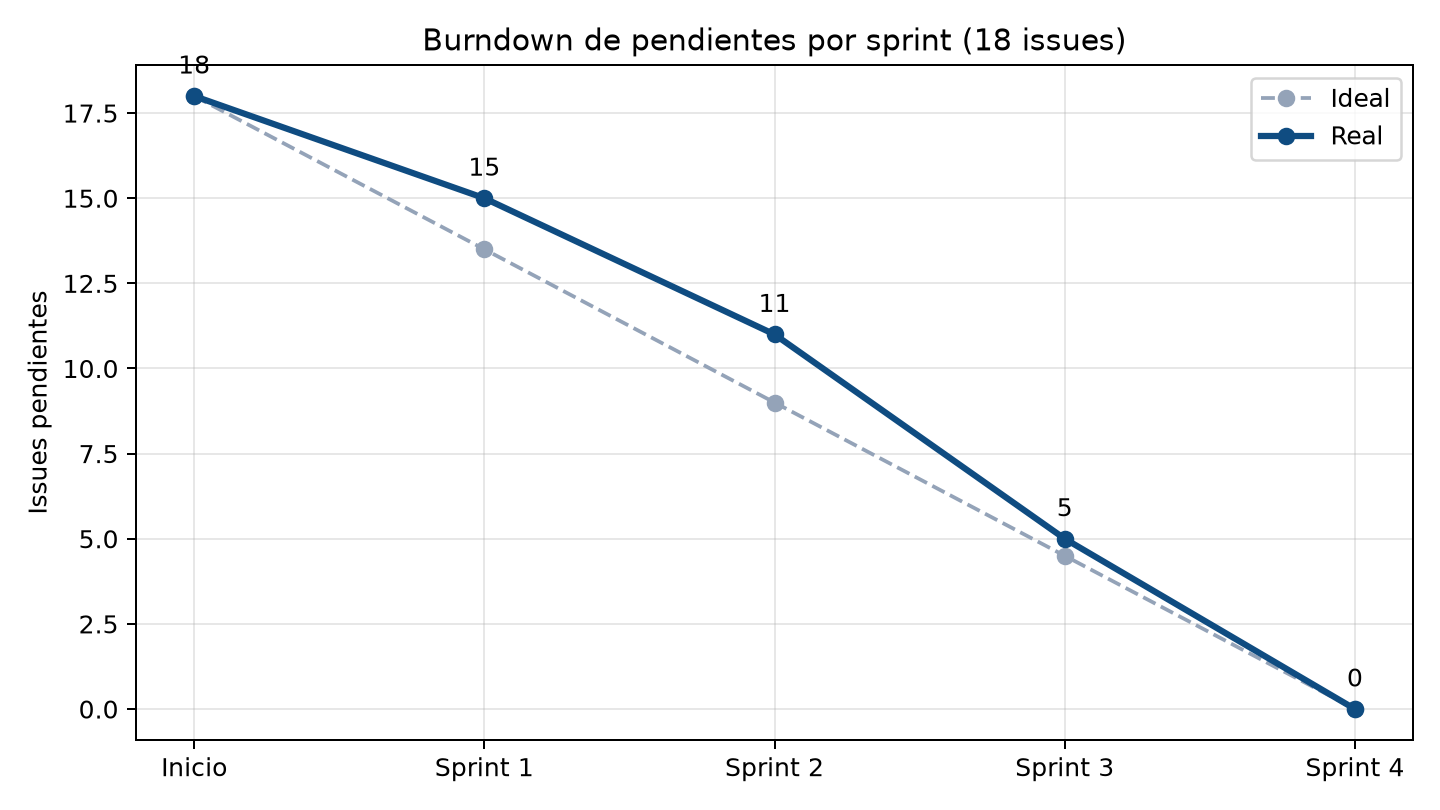 Burndown de pendientes por sprint (18 issues)
Ideal
Real
Issues pendientes
17.5
15.0
12.5
10.0
7.5
5.0
2.5
0.0
18
15
11
5
0
Inicio
Sprint 1
Sprint 2
Sprint 3
Sprint 4